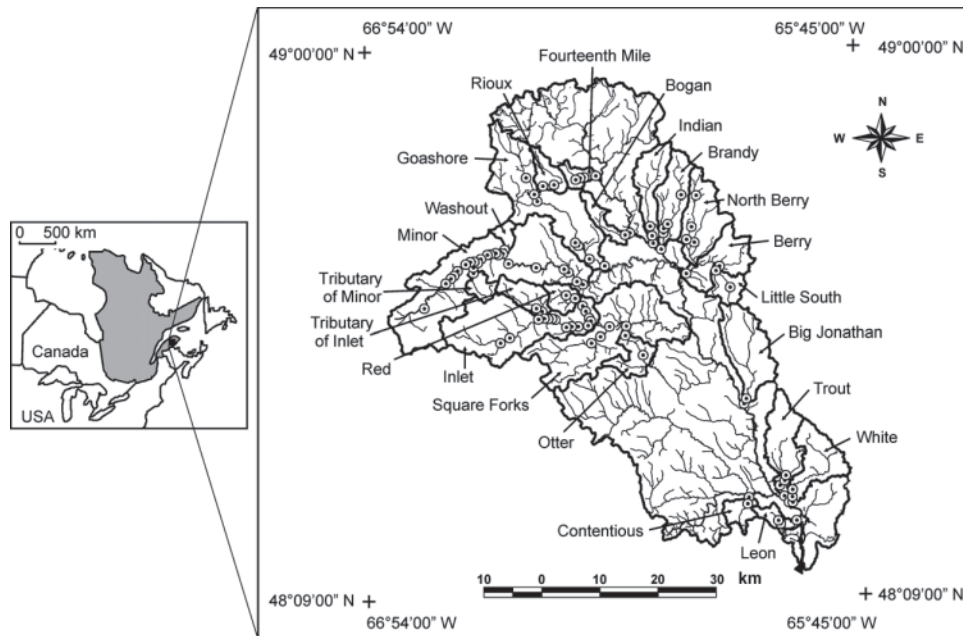 66°54'00" W
65°45'00" W
49°00'00" N
49°00'00" N
Fourteenth Mile
Rioux
Bogan
Indian
Goashore
Brandy
N
W
E
S
North Berry
Washout
Minor
Berry
0 500 km
Tributary
of Minor
Little South
Tributary
of Inlet
Big Jonathan
Canada
Red
Inlet
Trout
Square Forks
USA
White
Otter
Contentious
Leon
10 0 10 20 30 km
48°09'00" N
48°09'00" N
66°54'00" W
65°45'00" W